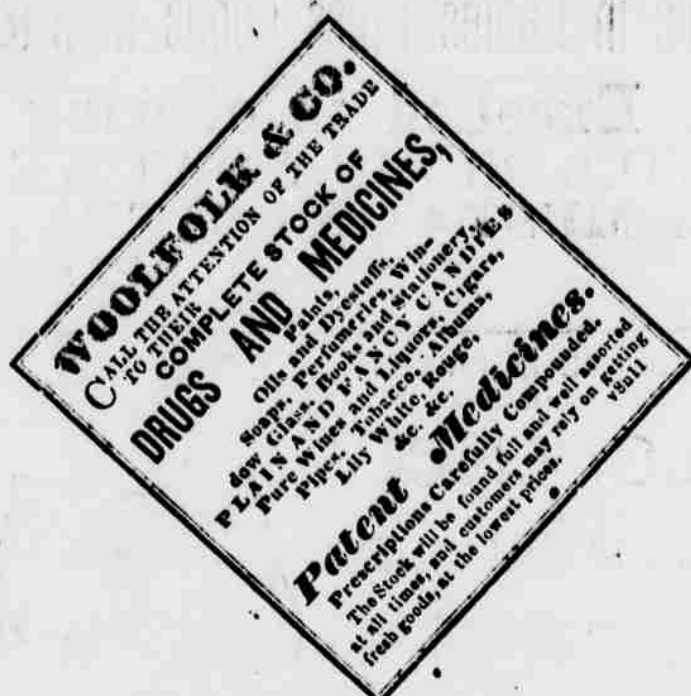 WOOLFOLK & CO.
CALL THE ATTENTION OF THE TRADE
TO THEIR
COMPLETE STOCK OF
DRUGS AND MEDICINES,
Paints,
Oils and Dyestuffs,
Soaps, Perfumeries, Win-
dow Glass, Books and Stationery,
PLAIN AND FANCY CANDIES
Pure Wines and Liquors, Cigars,
Pipes, Tobacco, Albums,
Lily White, Rouge,
&c. &c.
Patent Medicines.
Prescriptions Carefully Compounded.
The Stock will be found full and well assorted
at all times, and customers may rely on getting
fresh goods, at the lowest prices.